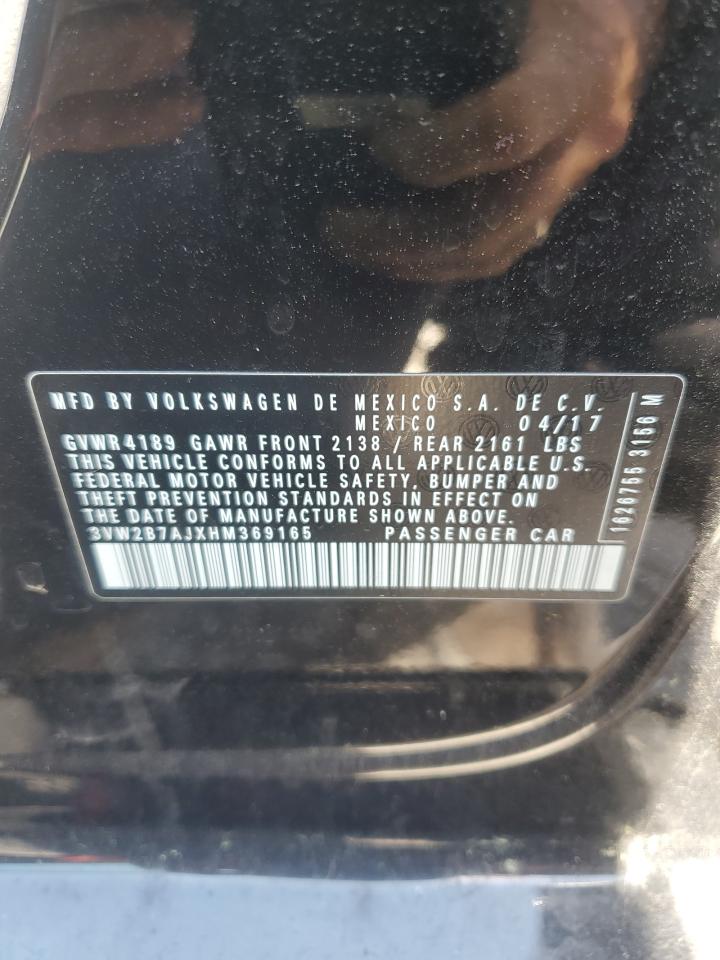 MFD BY VOLKSWAGEN DE MEXICO S.A. DE C.V.
MEXICO 04/17
GVWR4189 GAWR FRONT 2138 / REAR 2161 LBS
THIS VEHICLE CONFORMS TO ALL APPLICABLE U.S.
FEDERAL MOTOR VEHICLE SAFETY, BUMPER AND
THEFT PREVENTION STANDARDS IN EFFECT ON
THE DATE OF MANUFACTURE SHOWN ABOVE.
3VW2B7AJXHM369165 PASSENGER CAR
1626755 3156 M